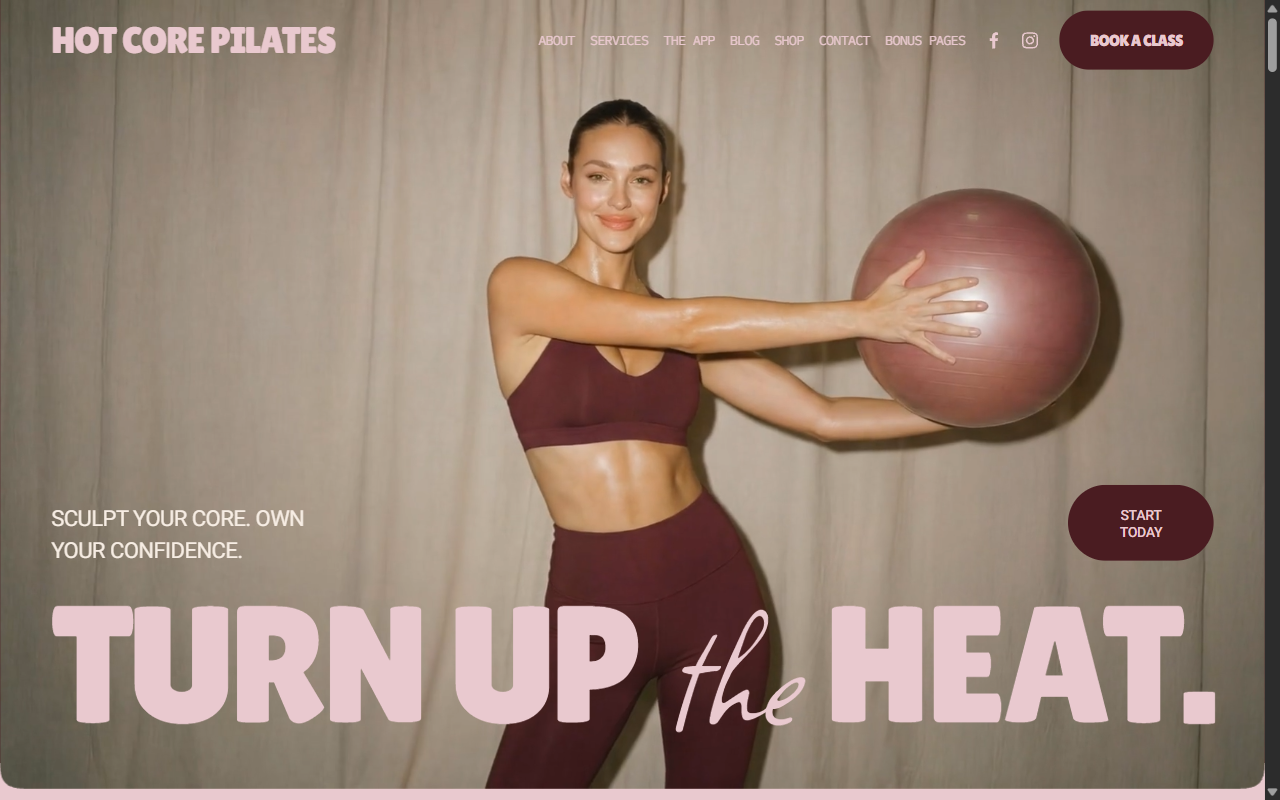 HOT CORE PILATES
ABOUT SERVICES THE APP BLOG SHOP CONTACT BONUS PAGES
BOOK A CLASS
SCULPT YOUR CORE. OWN
YOUR CONFIDENCE.
START
TODAY
TURN UP the HEAT.